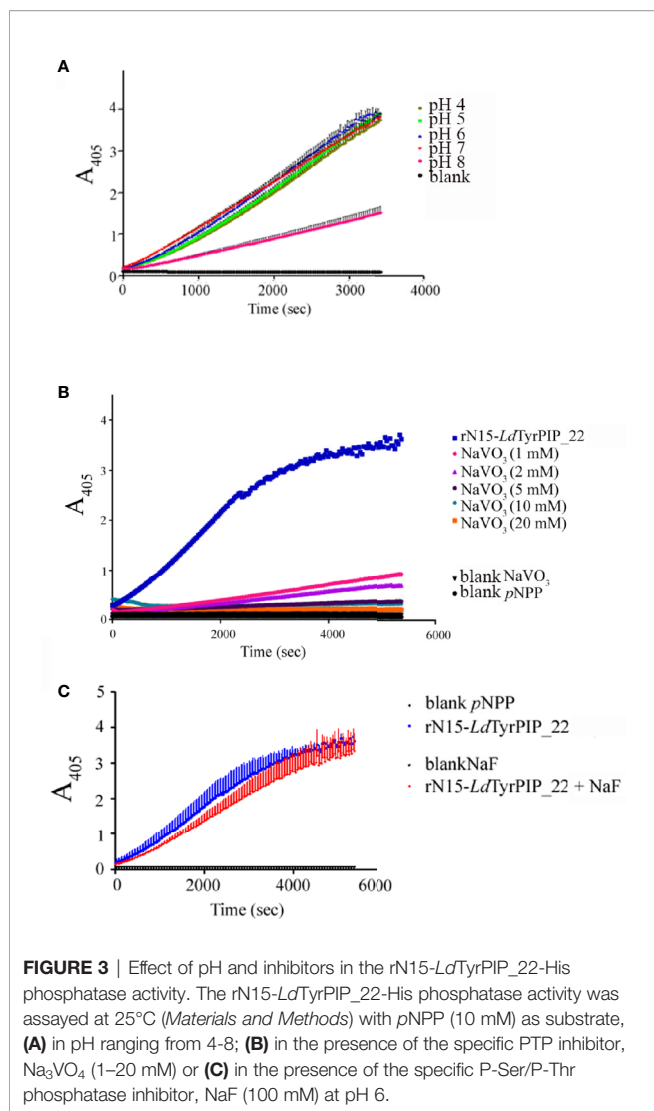 A
A405
4
3
2
1
0
0
1000
2000
3000
4000
Time (sec)
pH 4
pH 5
pH 6
pH 7
pH 8
blank
B
A405
4
3
2
1
0
0
2000
4000
6000
Time (sec)
rN15-LdTyrPIP_22
NaVO3 (1 mM)
NaVO3 (2 mM)
NaVO3 (5 mM)
NaVO3 (10 mM)
NaVO3 (20 mM)
blank NaVO3
blank pNPP
C
A405
5
4
3
2
1
0
0
2000
4000
6000
Time (sec)
blank pNPP
rN15-LdTyrPIP_22
blankNaF
rN15-LdTyrPIP_22 + NaF
FIGURE 3 | Effect of pH and inhibitors in the rN15-LdTyrPIP_22-His
phosphatase activity. The rN15-LdTyrPIP_22-His phosphatase activity was
assayed at 25°C (Materials and Methods) with pNPP (10 mM) as substrate,
(A) in pH ranging from 4-8; (B) in the presence of the specific PTP inhibitor,
Na3VO4 (1–20 mM) or (C) in the presence of the specific P-Ser/P-Thr
phosphatase inhibitor, NaF (100 mM) at pH 6.